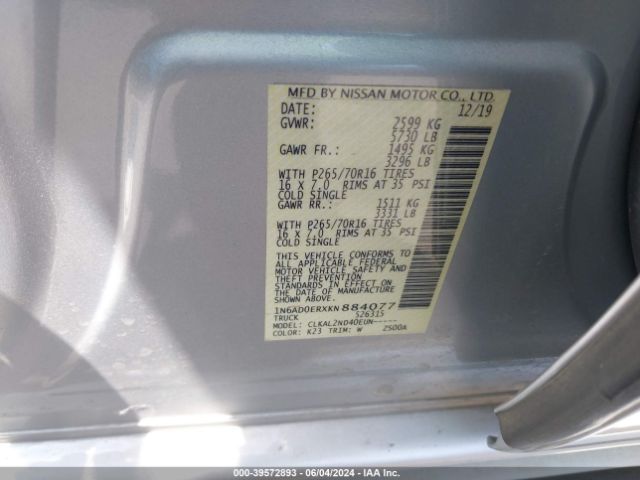 MFD BY NISSAN MOTOR CO., LTD.
DATE: 12/19
GVWR: 2599 KG
5730 LB
GAWR FR.: 1495 KG
3296 LB
WITH P265/70R16 TIRES
16 X 7.0 RIMS AT 35 PSI
COLD SINGLE
GAWR RR.: 1511 KG
3331 LB
WITH P265/70R16 TIRES
16 X 7.0 RIMS AT 35 PSI
COLD SINGLE
THIS VEHICLE CONFORMS TO
ALL APPLICABLE FEDERAL
MOTOR VEHICLE SAFETY AND
THEFT PREVENTION
STANDARDS IN EFFECT ON
THE DATE OF MANUFACTURE
SHOWN ABOVE.
1N6AD0ERXKN884077
TRUCK 526315
MODEL: CLKAL2ND40EUN-----
COLOR: K23 TRIM: W 2500A
000-39572893 - 06/04/2024 - IAA Inc.